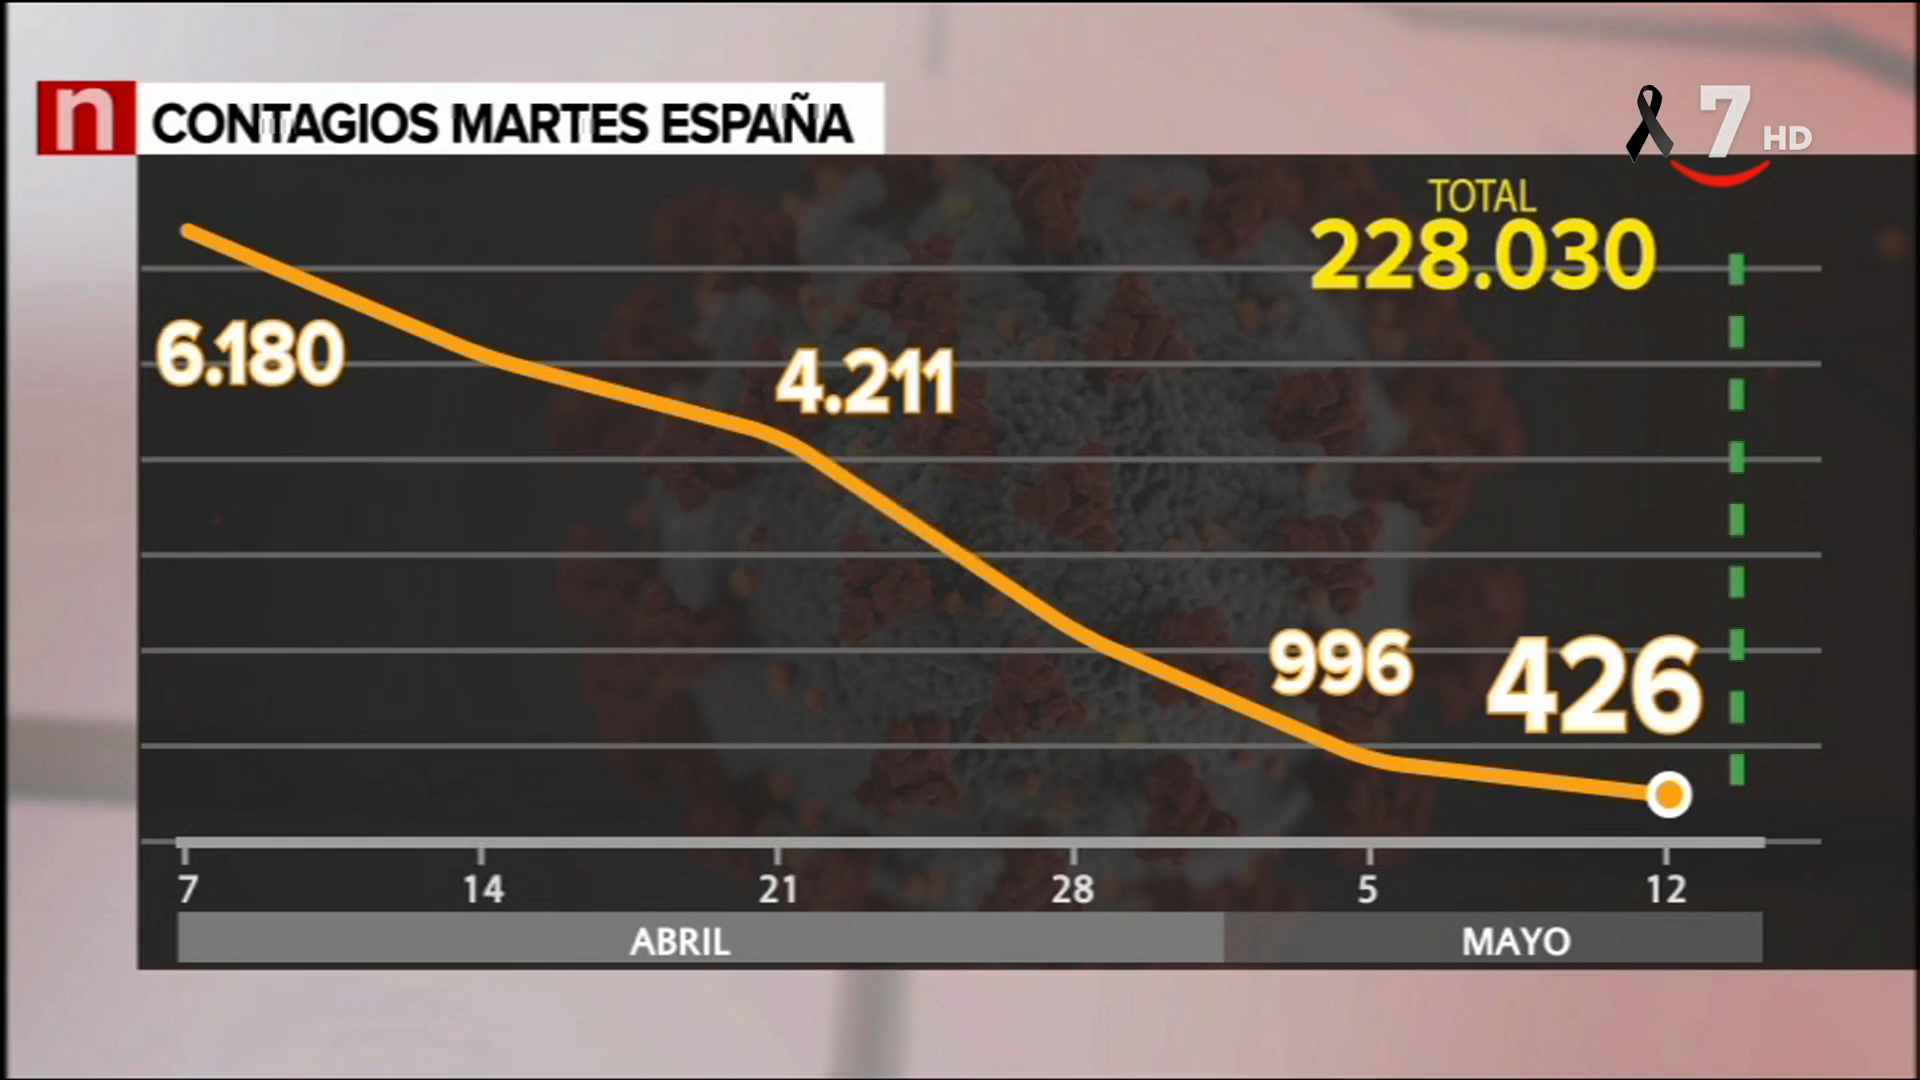 n CONTAGIOS MARTES ESPAÑA
7 HD
TOTAL
228.030
6.180
4.211
996
426
7 14 21 28 5 12
ABRIL MAYO